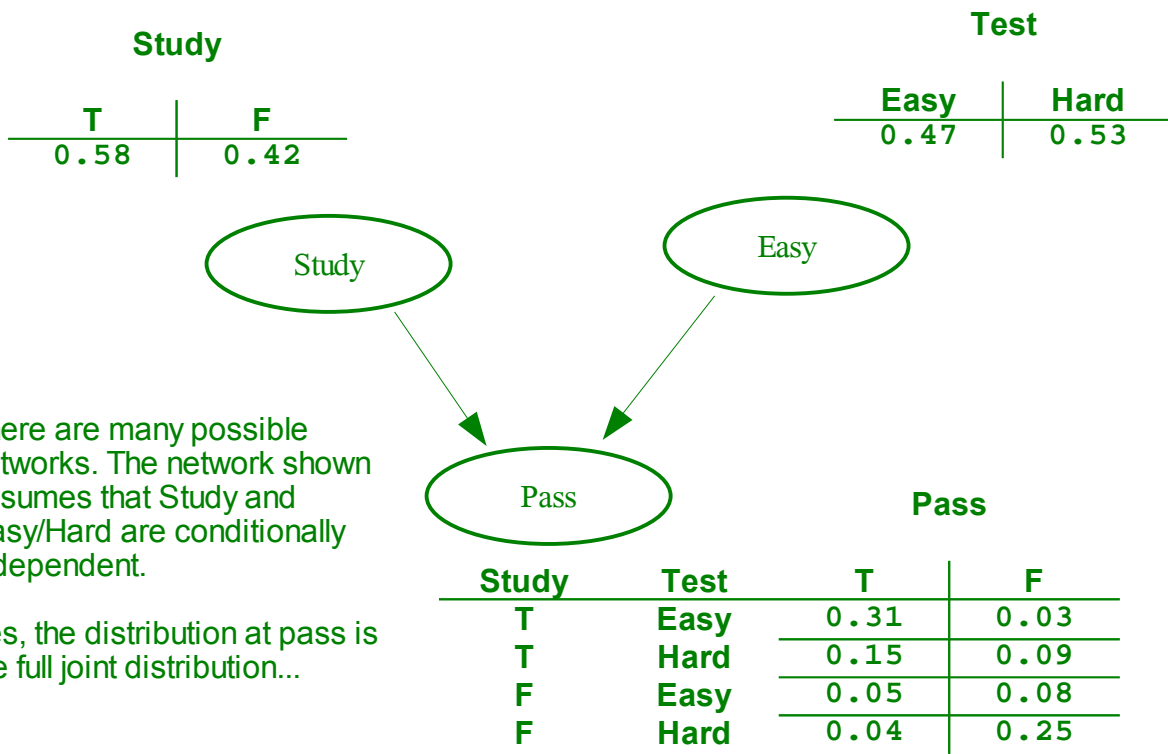 Study
T F
0.58 0.42
Test
Easy Hard
0.47 0.53
Study
Easy
Pass
ere are many possible
tworks. The network shown
sumes that Study and
asy/Hard are conditionally
dependent.
es, the distribution at pass is
e full joint distribution...
Pass
Study Test T F
T Easy 0.31 0.03
T Hard 0.15 0.09
F Easy 0.05 0.08
F Hard 0.04 0.25